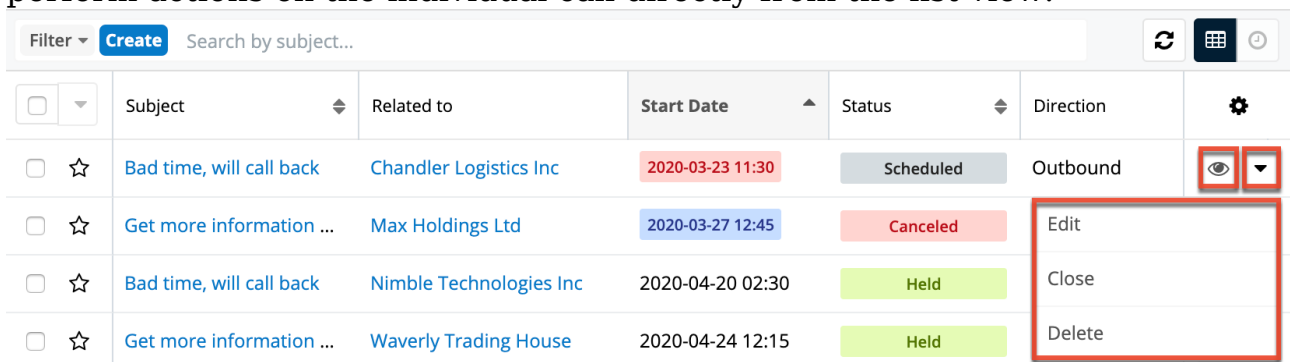 perform actions on the individual call directly from the list view.
Filter Create Search by subject...
Subject Related to Start Date Status Direction
Bad time, will call back Chandler Logistics Inc 2020-03-23 11:30 Scheduled Outbound
Get more information ... Max Holdings Ltd 2020-03-27 12:45 Canceled Edit
Bad time, will call back Nimble Technologies Inc 2020-04-20 02:30 Held Close
Get more information ... Waverly Trading House 2020-04-24 12:15 Held Delete